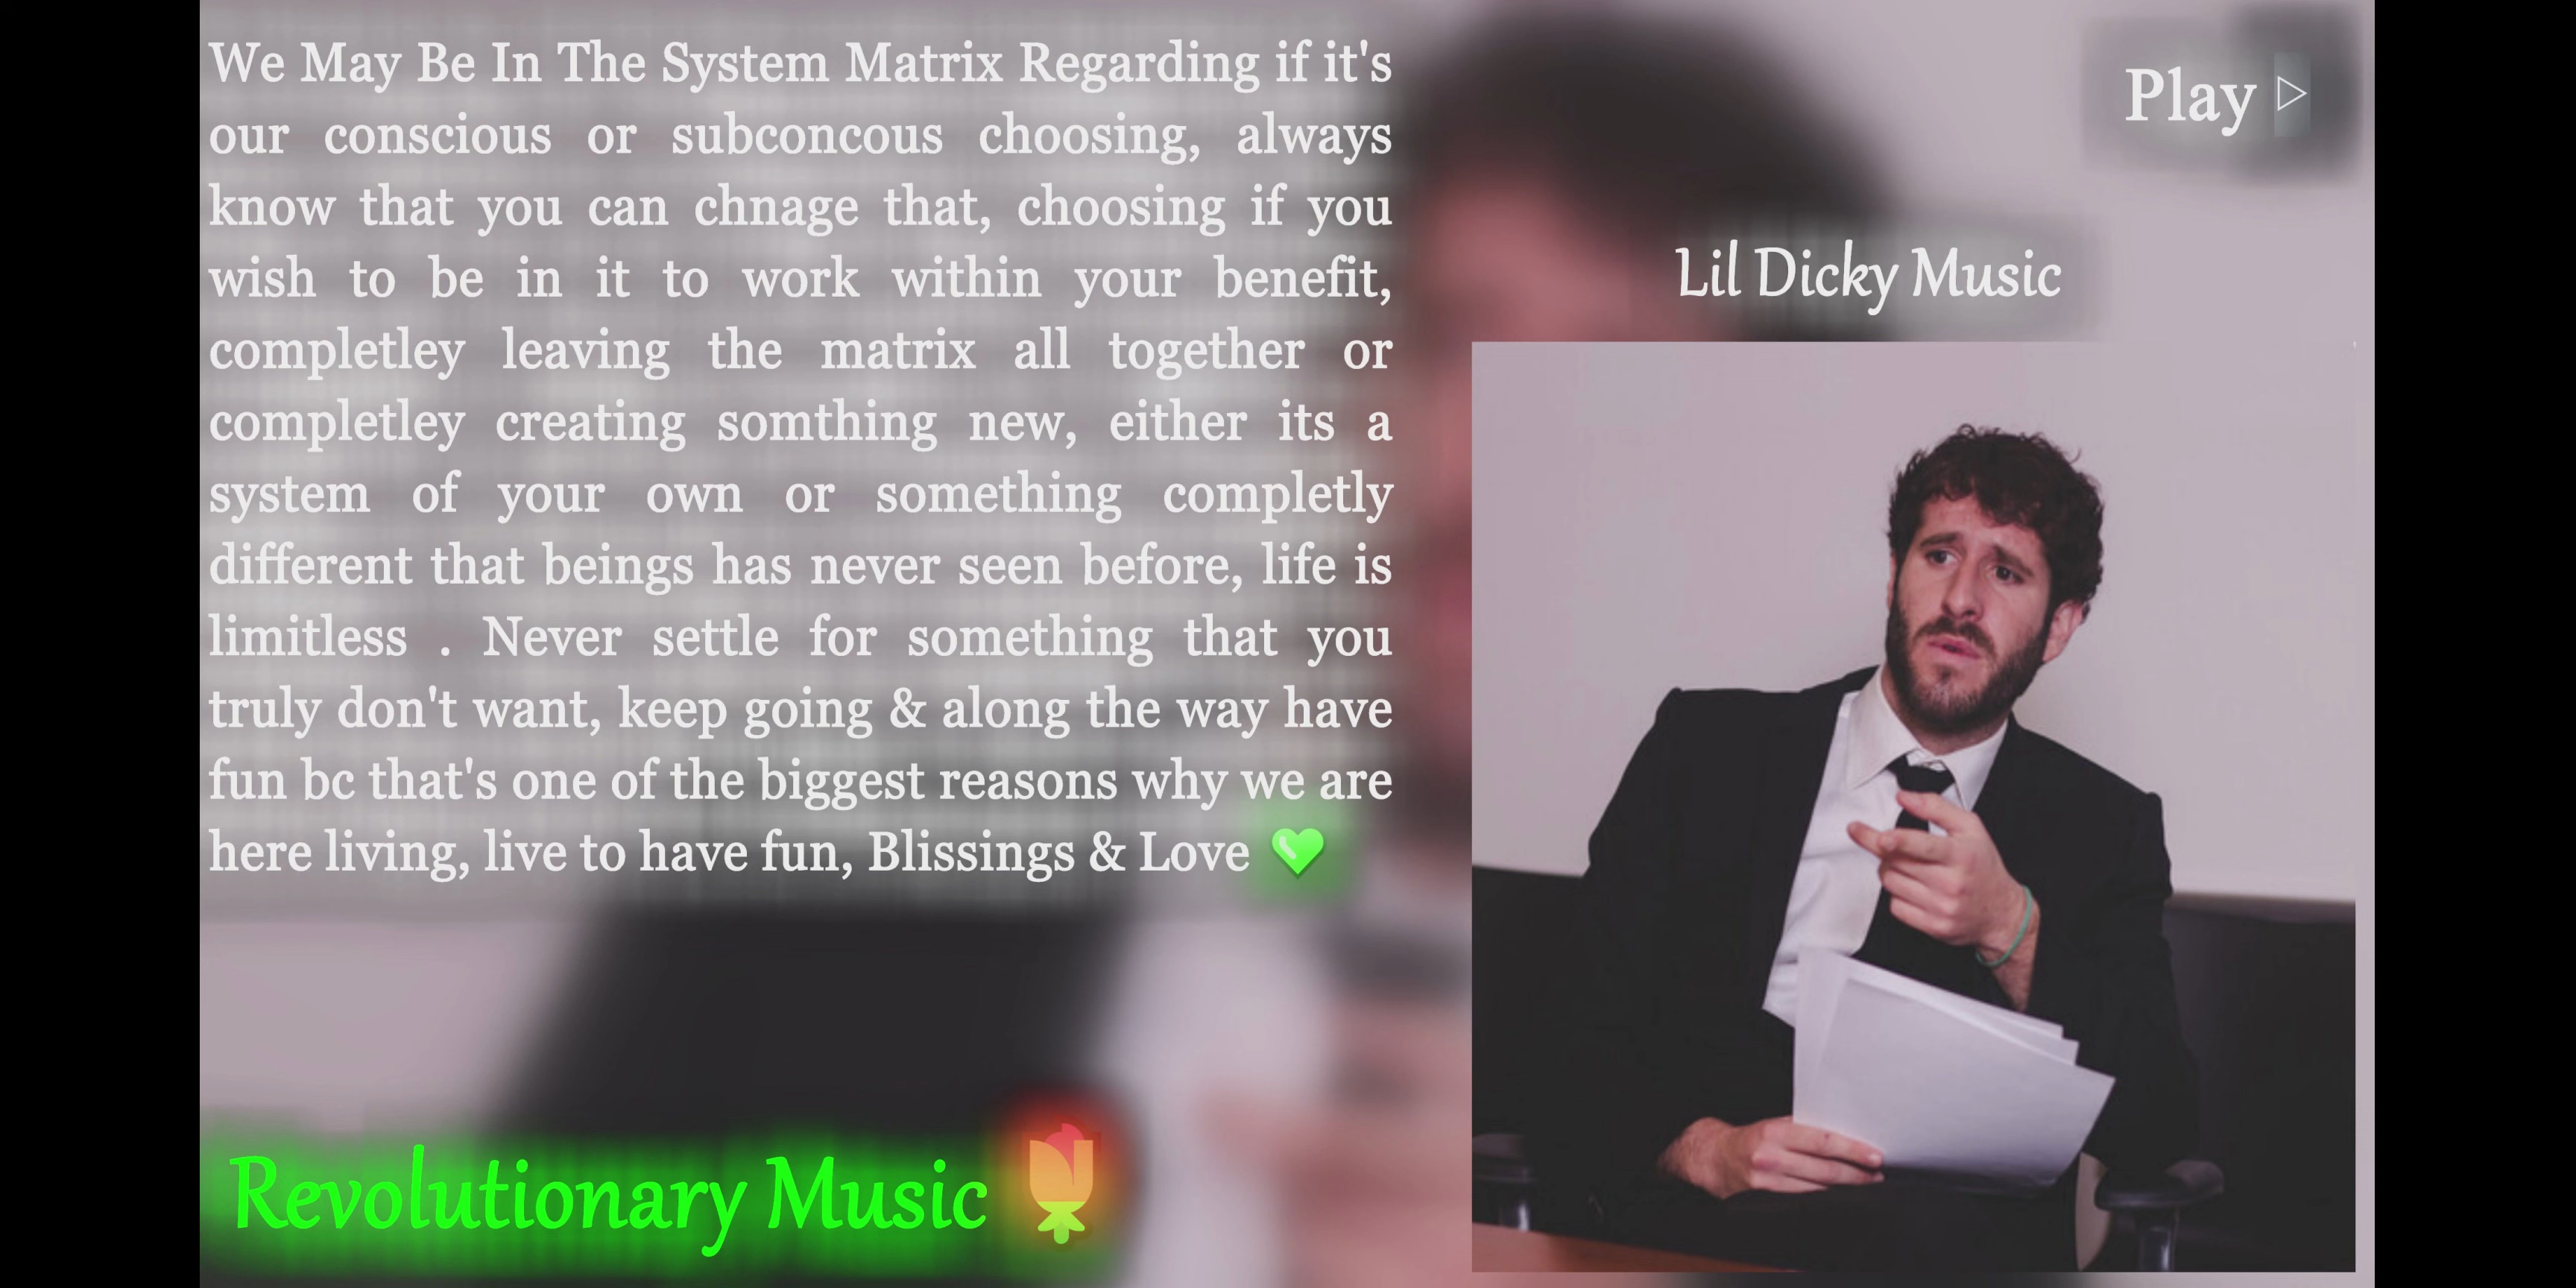 We May Be In The System Matrix Regarding if it's
our conscious or subconcous choosing, always
know that you can chnage that, choosing if you
wish to be in it to work within your benefit,
completley leaving the matrix all together or
completley creating somthing new, either its a
system of your own or something completly
different that beings has never seen before, life is
limitless . Never settle for something that you
truly don't want, keep going & along the way have
fun bc that's one of the biggest reasons why we are
here living, live to have fun, Blissings & Love 💚
Play ▷
Lil Dicky Music
Revolutionary Music🌷